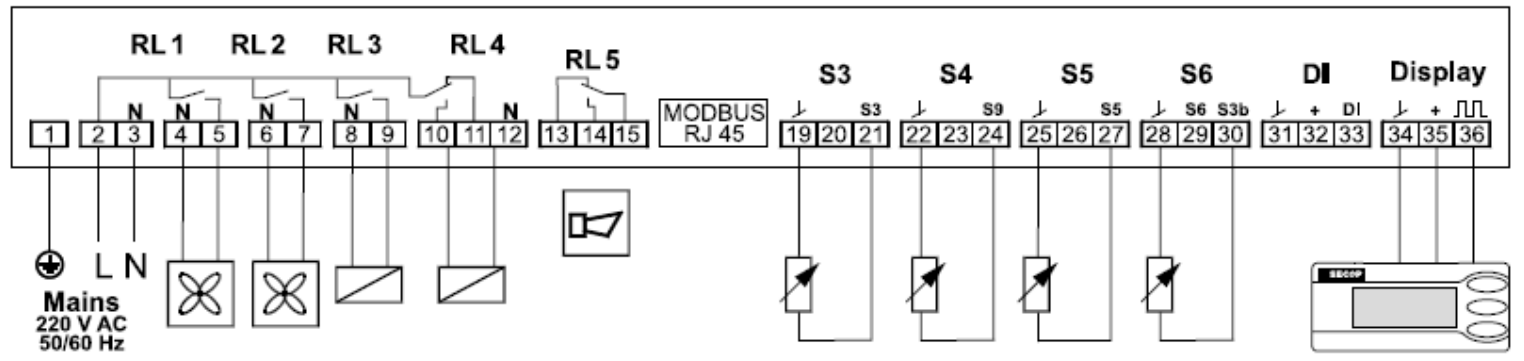 RL 1 RL 2 RL 3 RL 4 RL 5 S3 S4 S5 S6 DI Display
N N N N N S3 S9 S5 S6 S3b + DI +
1 2 3 4 5 6 7 8 9 10 11 12 13 14 15 MODBUS 19 20 21 22 23 24 25 26 27 28 29 30 31 32 33 34 35 36
RJ 45
L N
Mains
220 V AC
50/60 Hz
SECOP